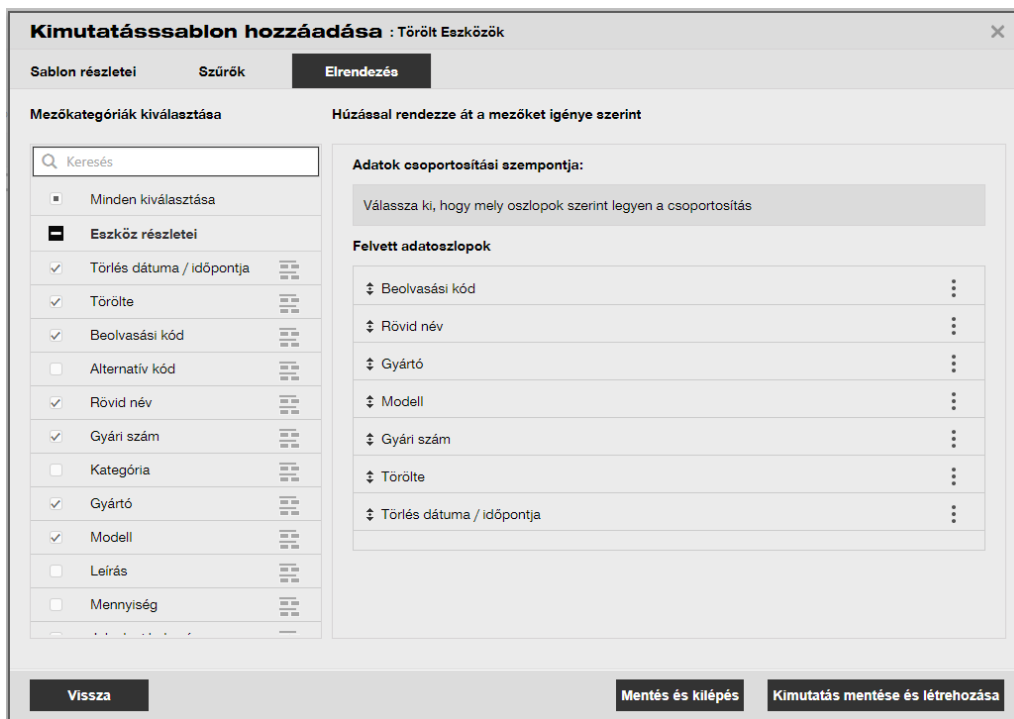 Kimutatásssablon hozzáadása : Törölt Eszközök
Sablon részletei Szűrők Elrendezés
Mezőkategóriák kiválasztása
Húzással rendezze át a mezőket igénye szerint
Keresés
Minden kiválasztása
Eszköz részletei
Törlés dátuma / időpontja
Törölte
Beolvasási kód
Alternatív kód
Rövid név
Gyári szám
Kategória
Gyártó
Modell
Leírás
Mennyiség
Adatok csoportosítási szempontja:
Válassza ki, hogy mely oszlopok szerint legyen a csoportosítás
Felvett adatoszlopok
Beolvasási kód
Rövid név
Gyártó
Modell
Gyári szám
Törölte
Törlés dátuma / időpontja
Vissza
Mentés és kilépés
Kimutatás mentése és létrehozása